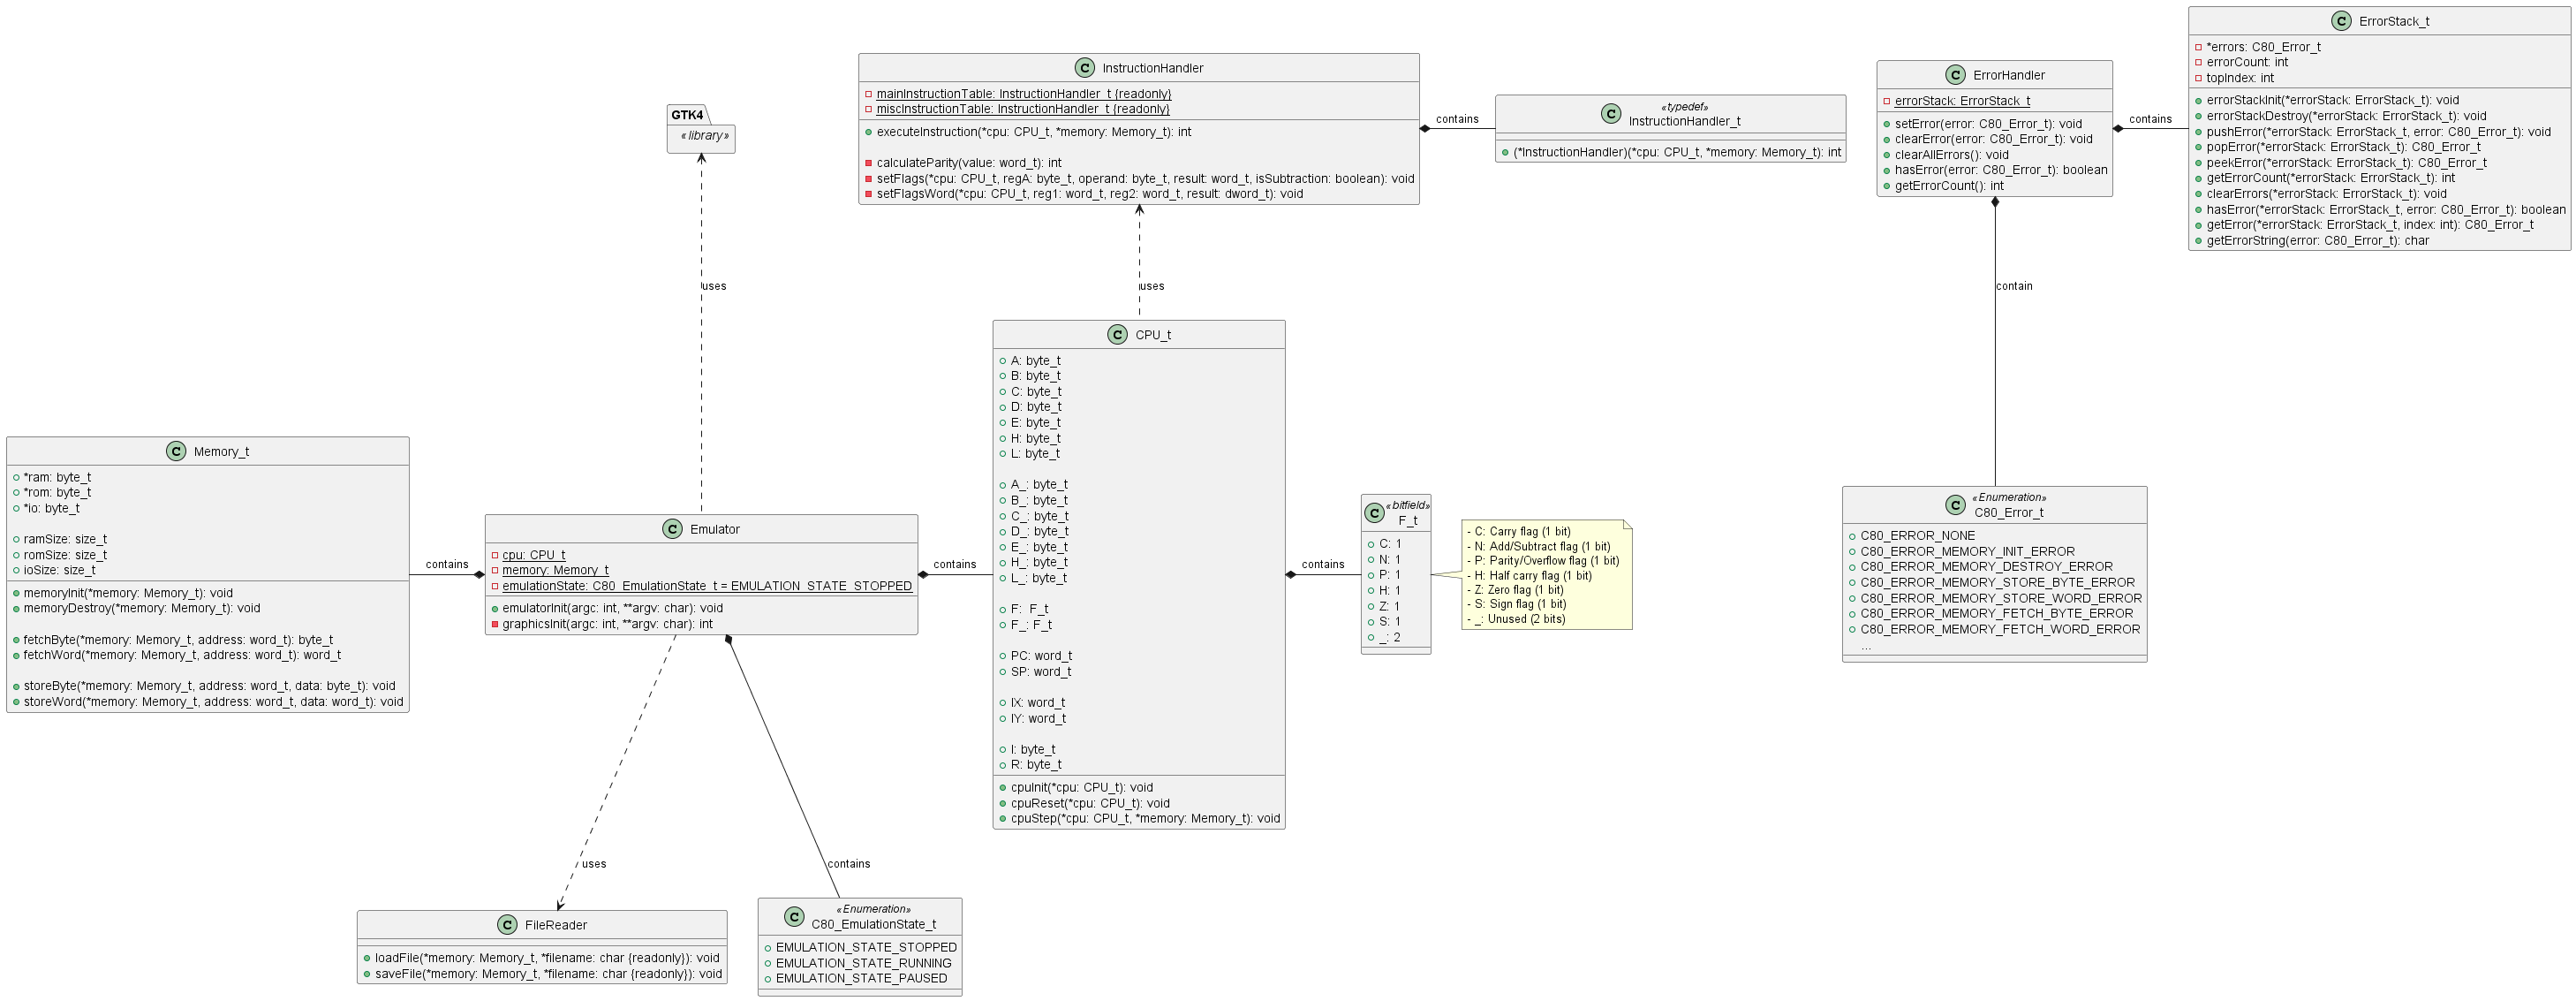 ErrorStack_t
*errors: C80_Error_t
errorCount: int
topIndex: int
errorStackInit(*errorStack: ErrorStack_t): void
errorStackDestroy(*errorStack: ErrorStack_t): void
pushError(*errorStack: ErrorStack_t, error: C80_Error_t): void
popError(*errorStack: ErrorStack_t): C80_Error_t
peekError(*errorStack: ErrorStack_t): C80_Error_t
getErrorCount(*errorStack: ErrorStack_t): int
clearErrors(*errorStack: ErrorStack_t): void
hasError(*errorStack: ErrorStack_t, error: C80_Error_t): boolean
getError(*errorStack: ErrorStack_t, index: int): C80_Error_t
getErrorString(error: C80_Error_t): char
InstructionHandler
mainInstructionTable: InstructionHandler_t {readonly}
miscInstructionTable: InstructionHandler_t {readonly}
executeInstruction(*cpu: CPU_t, *memory: Memory_t): int
calculateParity(value: word_t): int
setFlags(*cpu: CPU_t, regA: byte_t, operand: byte_t, result: word_t, isSubtraction: boolean): void
setFlagsWord(*cpu: CPU_t, reg1: word_t, reg2: word_t, result: dword_t): void
contains
«typedef»
InstructionHandler_t
(*InstructionHandler)(*cpu: CPU_t, *memory: Memory_t): int
ErrorHandler
errorStack: ErrorStack_t
setError(error: C80_Error_t): void
clearError(error: C80_Error_t): void
clearAllErrors(): void
hasError(error: C80_Error_t): boolean
getErrorCount(): int
contains
GTK4
«library»
uses
uses
contain
CPU_t
A: byte_t
B: byte_t
C: byte_t
D: byte_t
E: byte_t
H: byte_t
L: byte_t
A_: byte_t
B_: byte_t
C_: byte_t
D_: byte_t
E_: byte_t
H_: byte_t
L_: byte_t
F:  F_t
F_: F_t
PC: word_t
SP: word_t
IX: word_t
IY: word_t
I: byte_t
R: byte_t
cpuInit(*cpu: CPU_t): void
cpuReset(*cpu: CPU_t): void
cpuStep(*cpu: CPU_t, *memory: Memory_t): void
Memory_t
*ram: byte_t
*rom: byte_t
*io: byte_t
ramSize: size_t
romSize: size_t
ioSize: size_t
memoryInit(*memory: Memory_t): void
memoryDestroy(*memory: Memory_t): void
fetchByte(*memory: Memory_t, address: word_t): byte_t
fetchWord(*memory: Memory_t, address: word_t): word_t
storeByte(*memory: Memory_t, address: word_t, data: byte_t): void
storeWord(*memory: Memory_t, address: word_t, data: word_t): void
contains
Emulator
cpu: CPU_t
memory: Memory_t
emulationState: C80_EmulationState_t = EMULATION_STATE_STOPPED
emulatorInit(argc: int, **argv: char): void
graphicsInit(argc: int, **argv: char): int
contains
contains
«bitfield»
F_t
C: 1
N: 1
P: 1
H: 1
Z: 1
S: 1
_: 2
- C: Carry flag (1 bit)
- N: Add/Subtract flag (1 bit)
- P: Parity/Overflow flag (1 bit)
- H: Half carry flag (1 bit)
- Z: Zero flag (1 bit)
- S: Sign flag (1 bit)
- _: Unused (2 bits)
«Enumeration»
C80_Error_t
C80_ERROR_NONE
C80_ERROR_MEMORY_INIT_ERROR
C80_ERROR_MEMORY_DESTROY_ERROR
C80_ERROR_MEMORY_STORE_BYTE_ERROR
C80_ERROR_MEMORY_STORE_WORD_ERROR
C80_ERROR_MEMORY_FETCH_BYTE_ERROR
C80_ERROR_MEMORY_FETCH_WORD_ERROR
...
uses
contains
FileReader
loadFile(*memory: Memory_t, *filename: char {readonly}): void
saveFile(*memory: Memory_t, *filename: char {readonly}): void
«Enumeration»
C80_EmulationState_t
EMULATION_STATE_STOPPED
EMULATION_STATE_RUNNING
EMULATION_STATE_PAUSED